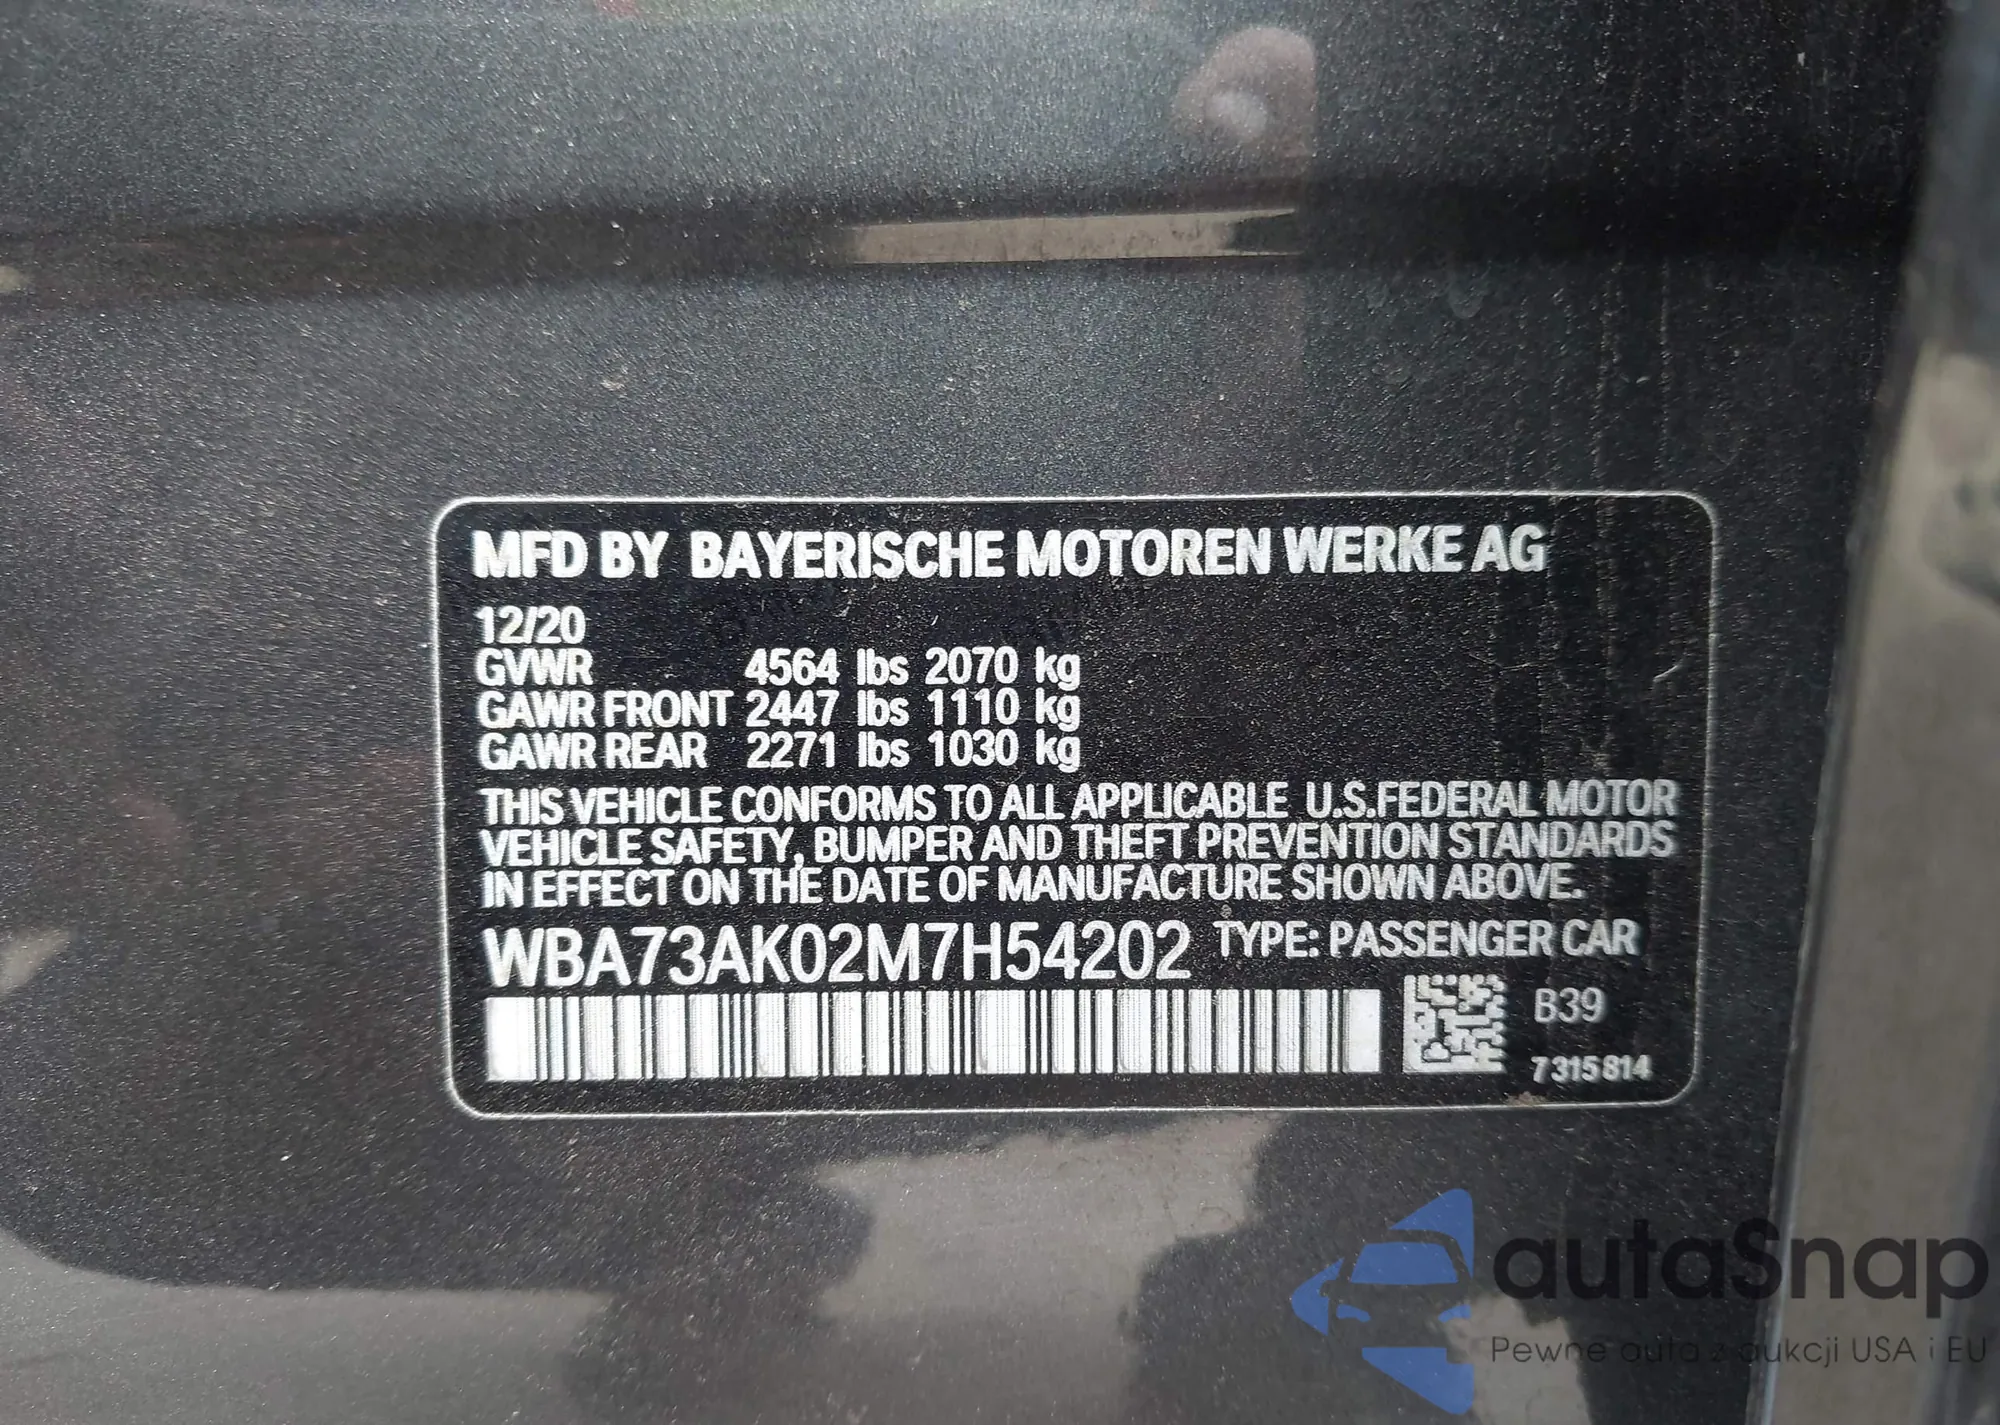 MFD BY BAYERISCHE MOTOREN WERKE AG
12/20
GVWR 4564 lbs 2070 kg
GAWR FRONT 2447 lbs 1110 kg
GAWR REAR 2271 lbs 1030 kg
THIS VEHICLE CONFORMS TO ALL APPLICABLE U.S.FEDERAL MOTOR
VEHICLE SAFETY, BUMPER AND THEFT PREVENTION STANDARDS
IN EFFECT ON THE DATE OF MANUFACTURE SHOWN ABOVE.
WBA73AK02M7H54202 TYPE: PASSENGER CAR
B39
7315814
autaSnap
Pewne auta z aukcji USA i EU